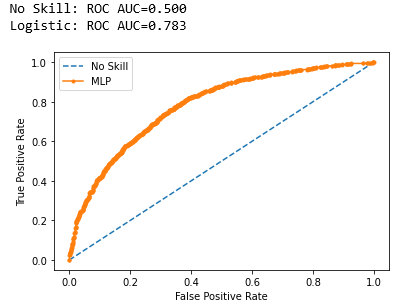 No Skill: ROC AUC=0.500
Logistic: ROC AUC=0.783
No Skill
MLP
1.0
0.8
0.6
0.4
0.2
0.0
True Positive Rate
0.0 0.2 0.4 0.6 0.8 1.0
False Positive Rate